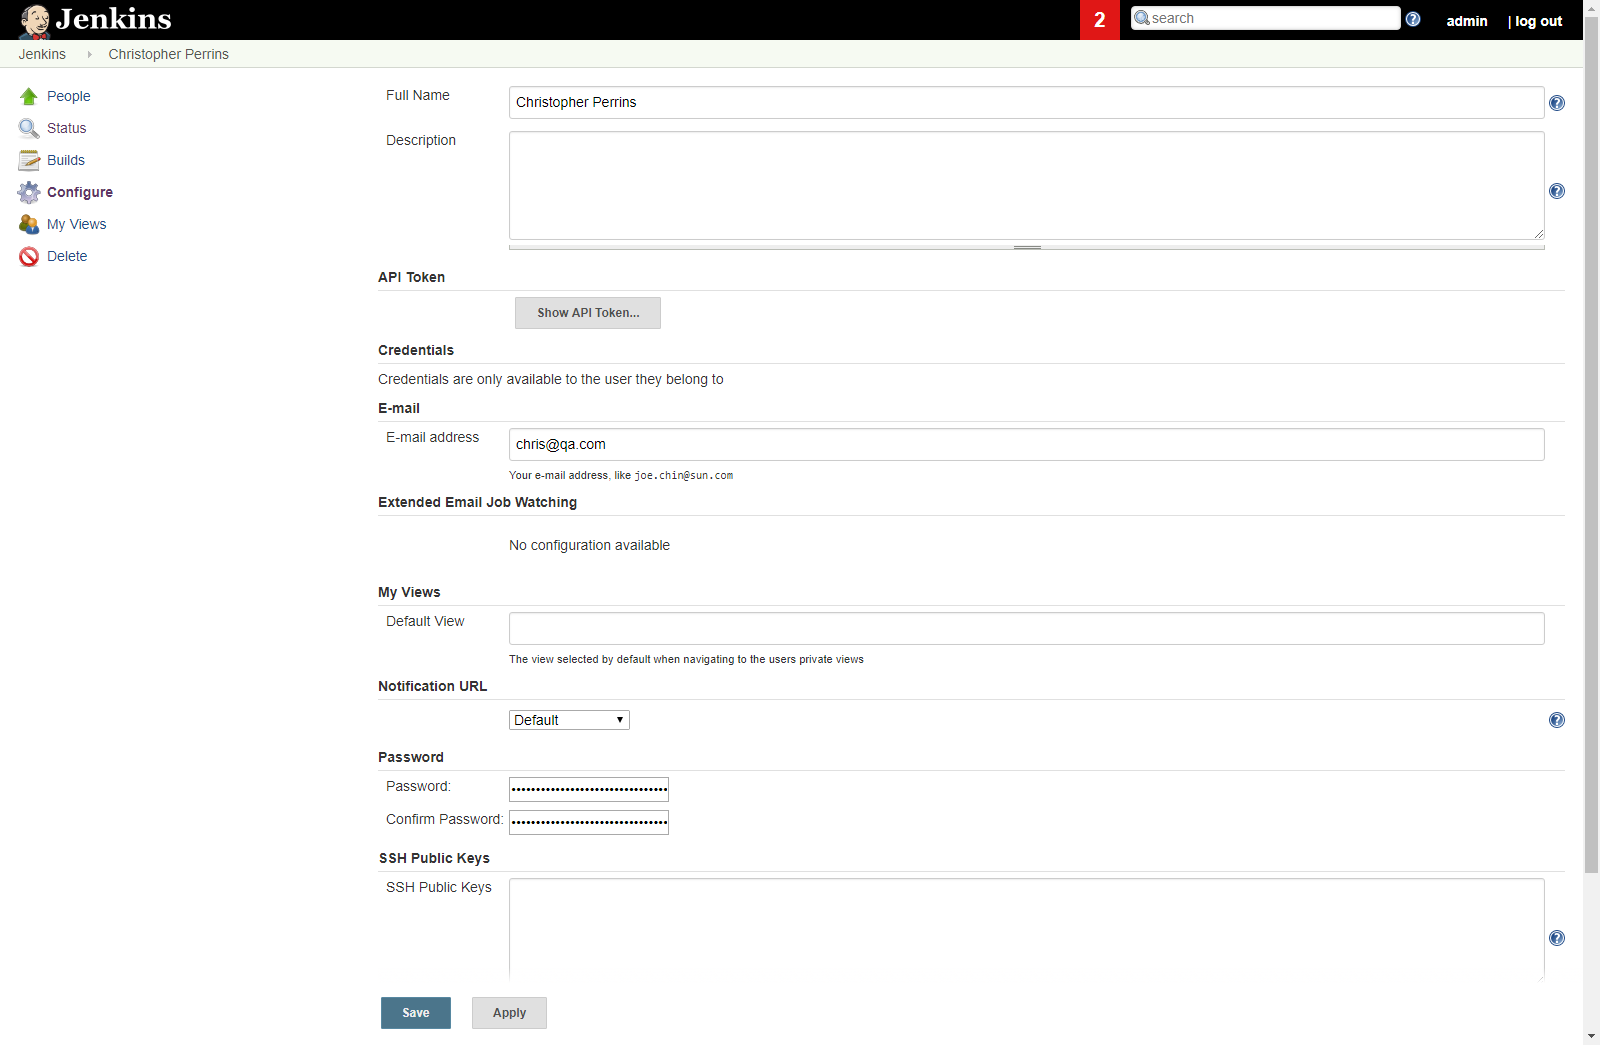 Jenkins
2
search
admin
| log out
Jenkins
Christopher Perrins
People
Status
Builds
Configure
My Views
Delete
Full Name
Christopher Perrins
Description
API Token
Show API Token...
Credentials
Credentials are only available to the user they belong to
E-mail
E-mail address
chris@qa.com
Your e-mail address, like joe.chin@sun.com
Extended Email Job Watching
No configuration available
My Views
Default View
The view selected by default when navigating to the users private views
Notification URL
Default
Password
Password:
Confirm Password:
SSH Public Keys
SSH Public Keys
Save
Apply